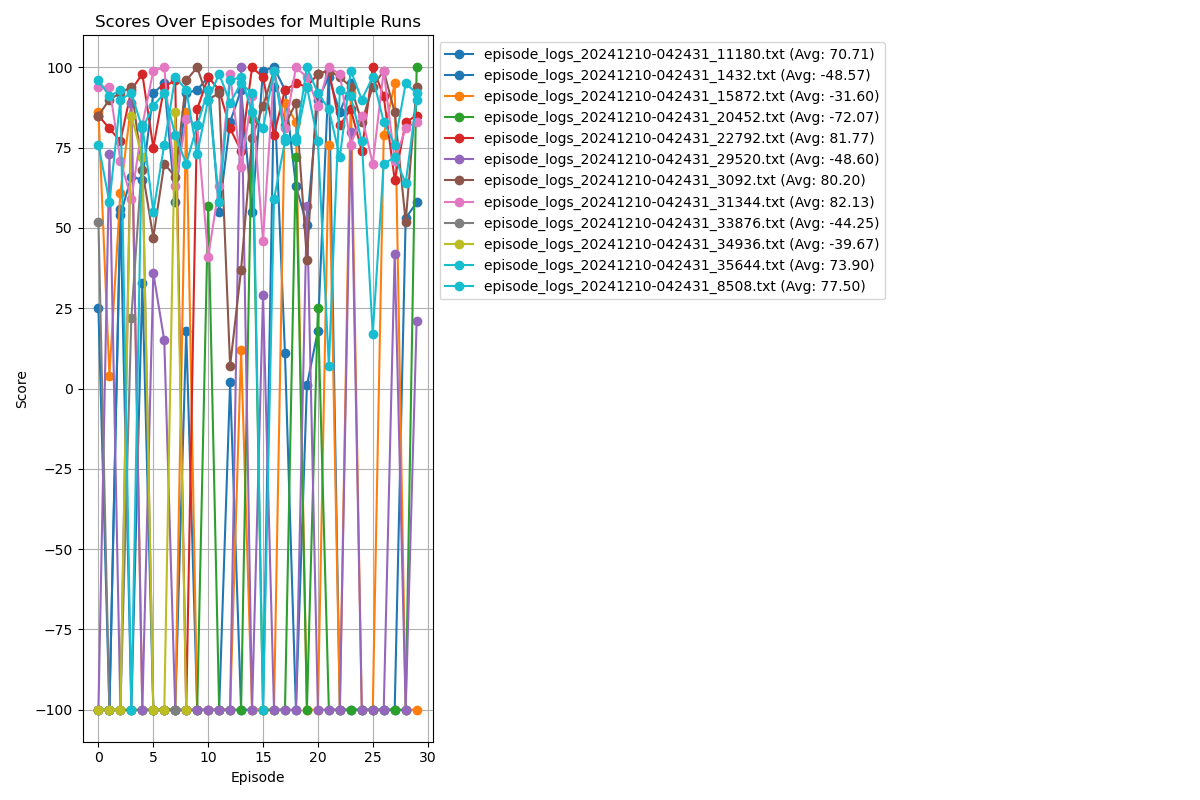 Scores Over Episodes for Multiple Runs
episode_logs_20241210-042431_11180.txt (Avg: 70.71)
episode_logs_20241210-042431_1432.txt (Avg: -48.57)
episode_logs_20241210-042431_15872.txt (Avg: -31.60)
episode_logs_20241210-042431_20452.txt (Avg: -72.07)
episode_logs_20241210-042431_22792.txt (Avg: 81.77)
episode_logs_20241210-042431_29520.txt (Avg: -48.60)
episode_logs_20241210-042431_3092.txt (Avg: 80.20)
episode_logs_20241210-042431_31344.txt (Avg: 82.13)
episode_logs_20241210-042431_33876.txt (Avg: -44.25)
episode_logs_20241210-042431_34936.txt (Avg: -39.67)
episode_logs_20241210-042431_35644.txt (Avg: 73.90)
episode_logs_20241210-042431_8508.txt (Avg: 77.50)
Score
100
75
50
25
0
−25
−50
−75
−100
0 5 10 15 20 25 30
Episode